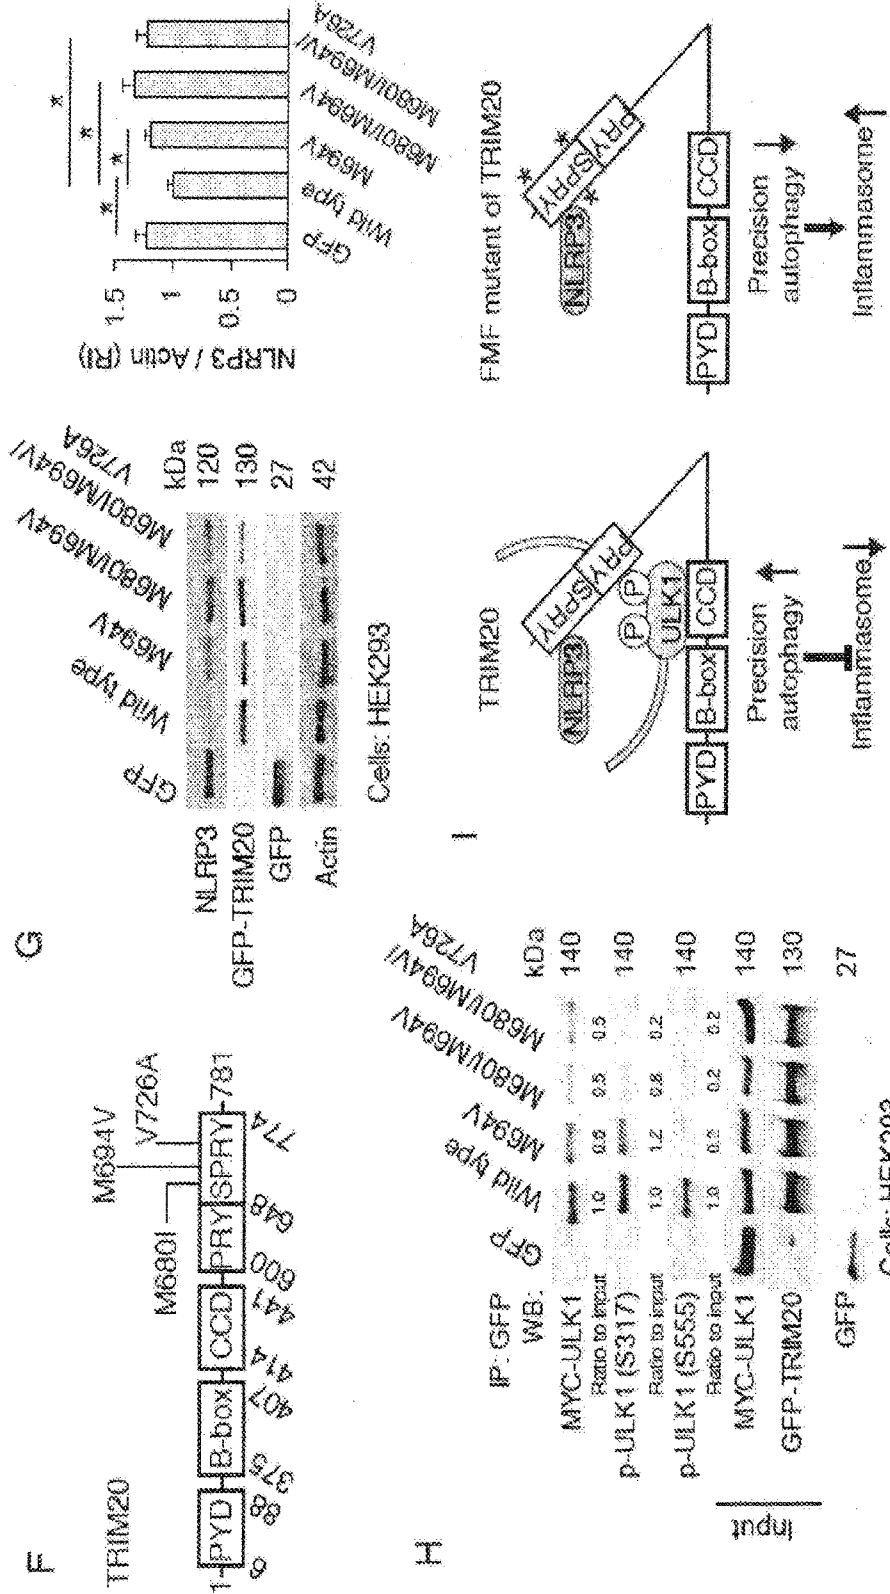 F
TRIM20
M680I
M694V
V726A
1
PYD
B-box
CCD
PRY
SPRY
781
6
88
375
407
414
441
600
648
774
G
GFP
Wild type
M694V
M680I/M694V
M680I/M694V/
V726A
kDa
NLRP3
120
GFP-TRIM20
130
GFP
27
Actin
42
Cells: HEK293
NLRP3 / Actin (RI)
1.5
1
0.5
0
*
*
*
*
GFP
Wild type
M694V
M680I/M694V
M680I/M694V/
V726A
H
IP: GFP
WB:
GFP
Wild type
M694V
M680I/M694V
M680I/M694V/
V726A
kDa
MYC-ULK1
140
Ratio to input
1.0
0.5
0.5
p-ULK1 (S317)
140
Ratio to input
1.0
1.2
0.8
0.2
p-ULK1 (S555)
140
Ratio to input
1.0
0.2
0.2
Input
MYC-ULK1
140
GFP-TRIM20
130
GFP
27
Cells: HEK293
I
TRIM20
NLRP3
SPRY
PRY
P
P
ULK1
PYD
B-box
CCD
Precision
autophagy
Inflammasome
FMF mutant of TRIM20
NLRP3
SPRY
PRY
*
*
*
PYD
B-box
CCD
Precision
autophagy
Inflammasome